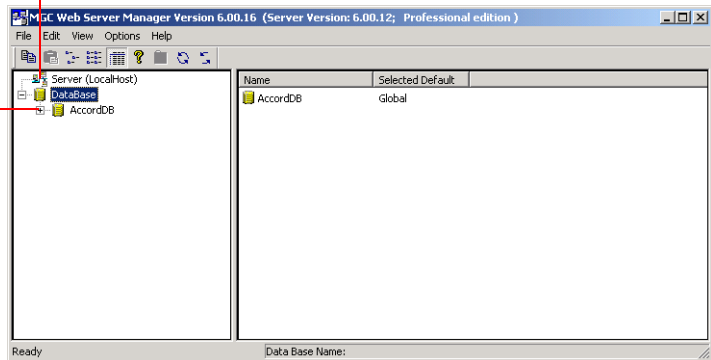 MGC Web Server Manager Version 6.00.16 (Server Version: 6.00.12; Professional edition )
File Edit View Options Help
Server (LocalHost)
DataBase
AccordDB
Name Selected Default
AccordDB Global
Ready Data Base Name: